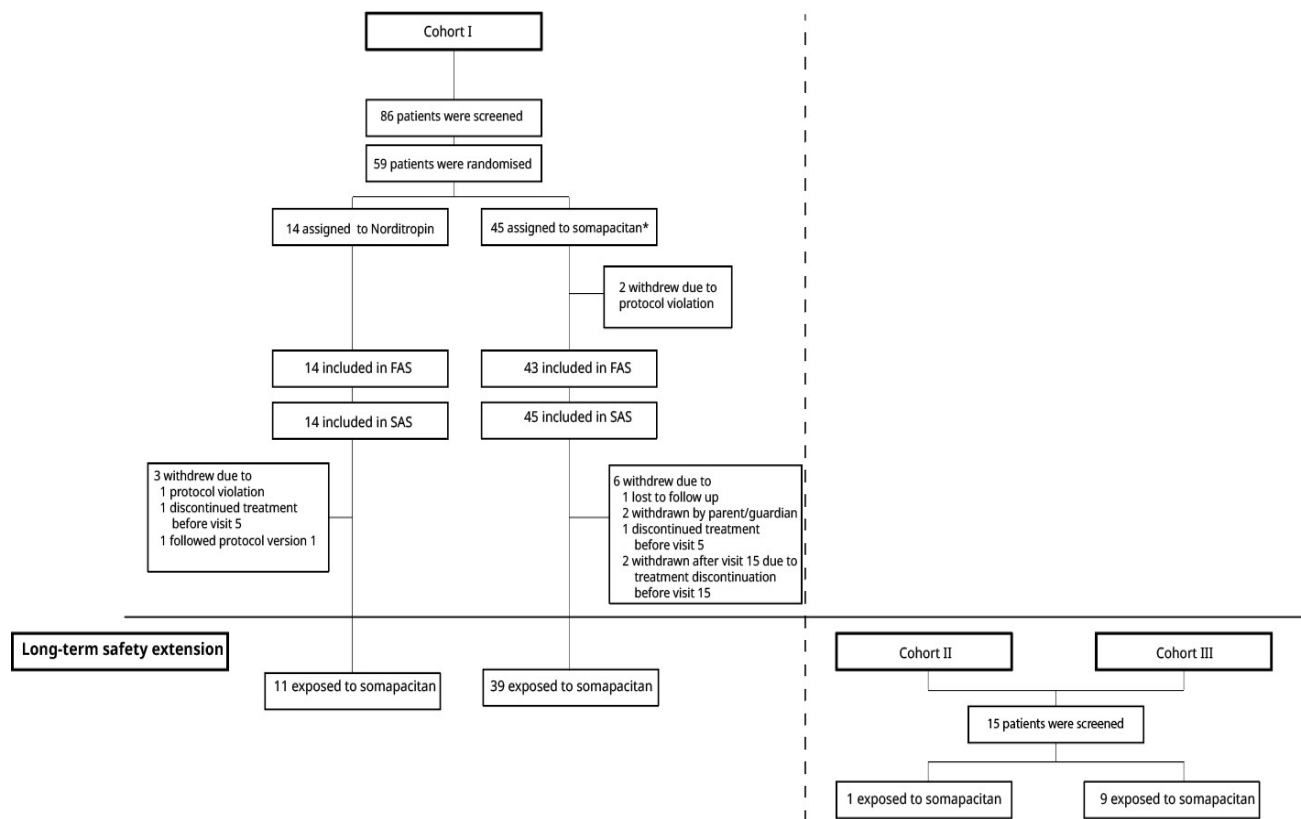 Cohort I
86 patients were screened
59 patients were randomised
14 assigned to Norditropin
45 assigned to somapacitan*
2 withdrew due to
protocol violation
14 included in FAS
43 included in FAS
14 included in SAS
45 included in SAS
3 withdrew due to
1 protocol violation
1 discontinued treatment
before visit 5
1 followed protocol version 1
6 withdrew due to
1 lost to follow up
2 withdrawn by parent/guardian
1 discontinued treatment
before visit 5
2 withdrawn after visit 15 due to
treatment discontinuation
before visit 15
Long-term safety extension
11 exposed to somapacitan
39 exposed to somapacitan
Cohort II
Cohort III
15 patients were screened
1 exposed to somapacitan
9 exposed to somapacitan